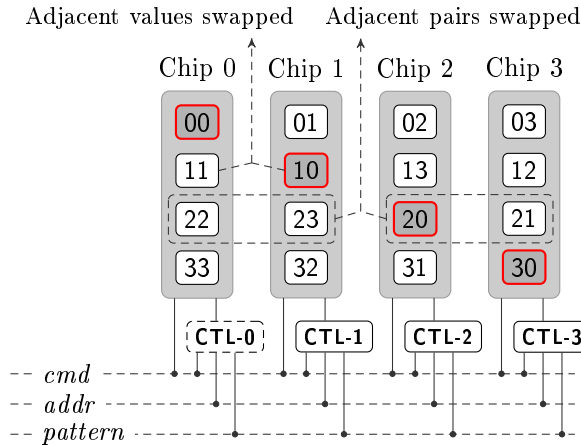 Adjacent values swapped Adjacent pairs swapped
Chip 0 Chip 1 Chip 2 Chip 3
00 01 02 03
11 10 13 12
22 23 20 21
33 32 31 30
CTL-0 CTL-1 CTL-2 CTL-3
cmd
addr
pattern